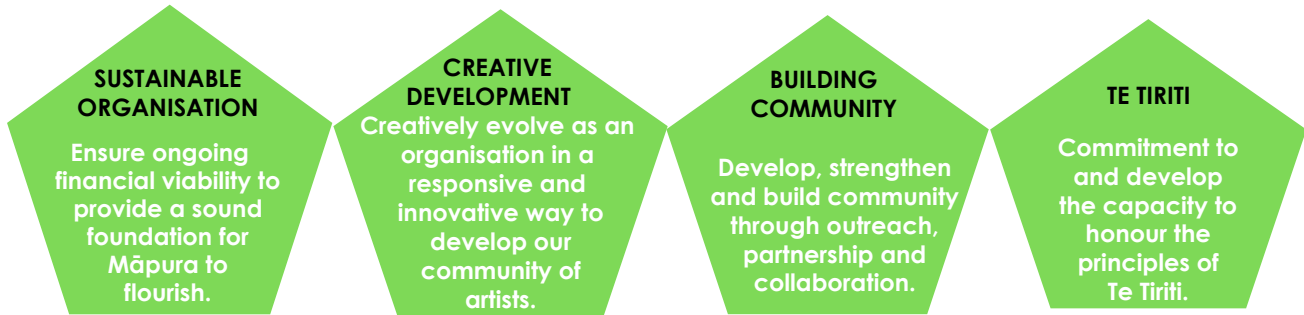 SUSTAINABLE
ORGANISATION
Ensure ongoing
financial viability to
provide a sound
foundation for
Māpura to
flourish.
CREATIVE
DEVELOPMENT
Creatively evolve as an
organisation in a
responsive and
innovative way to
develop our
community of
artists.
BUILDING
COMMUNITY
Develop, strengthen
and build community
through outreach,
partnership and
collaboration.
TE TIRITI
Commitment to
and develop
the capacity to
honour the
principles of
Te Tiriti.